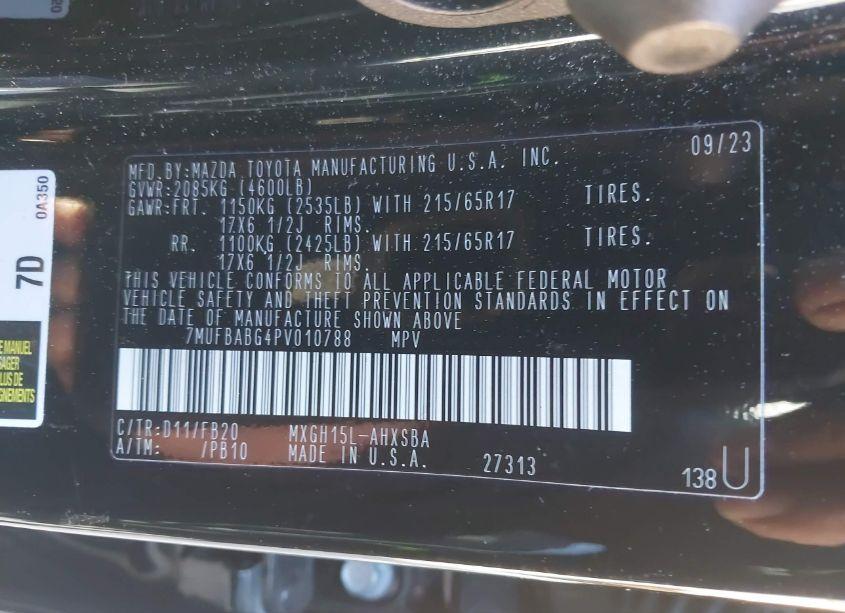 MFD.BY:MAZDA TOYOTA MANUFACTURING U.S.A. INC. 09/23
GVWR:2085KG (4600LB)
GAWR:FRT. 1150KG (2535LB) WITH 215/65R17 TIRES.
17X6 1/2J RIMS.
RR. 1100KG (2425LB) WITH 215/65R17 TIRES.
17X6 1/2J RIMS.
THIS VEHICLE CONFORMS TO ALL APPLICABLE FEDERAL MOTOR
VEHICLE SAFETY AND THEFT PREVENTION STANDARDS IN EFFECT ON
THE DATE OF MANUFACTURE SHOWN ABOVE
7MUFBABG4PV010788 MPV
C/TR:D11/FB20 MXGH15L-AHXSBA
A/TM: /PB10 MADE IN U.S.A. 27313
138U
7D
0A350
MANUEL